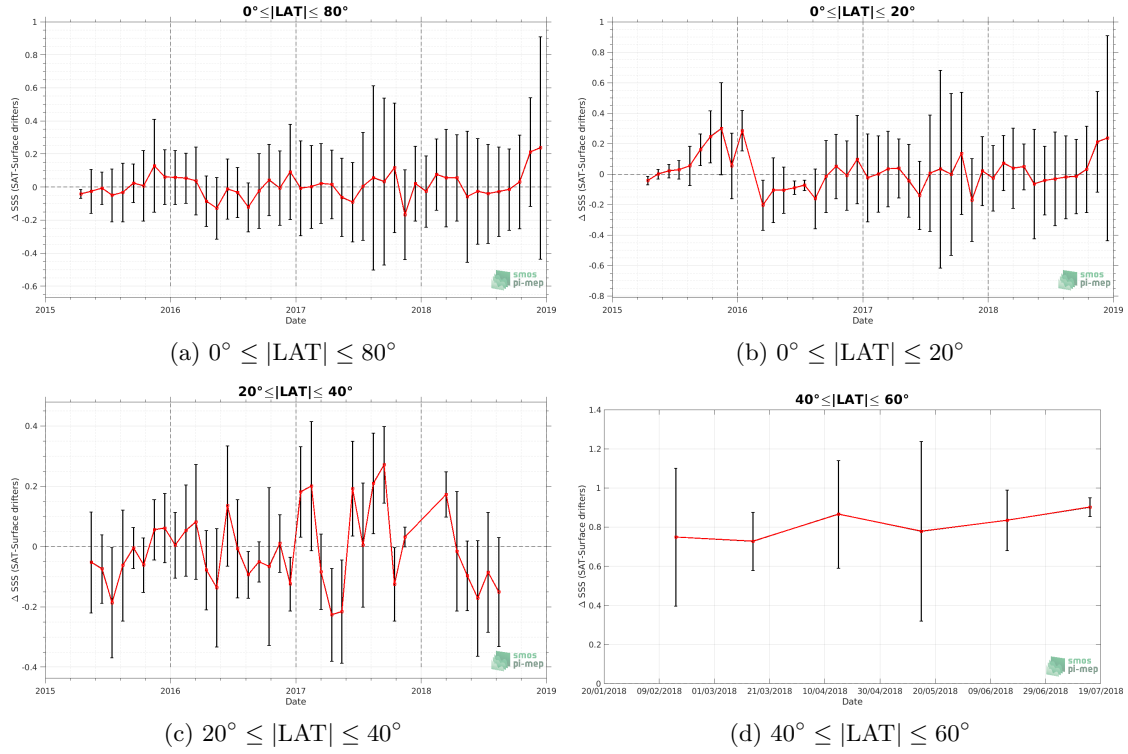 0°≤|LAT|≤ 80°
Δ SSS (SAT-Surface drifters)
1
0.8
0.6
0.4
0.2
0
-0.2
-0.4
-0.6
2015
2016
2017
2018
2019
Date
smos
pi-mep
(a) 0° ≤ |LAT| ≤ 80°
0°≤|LAT|≤ 20°
Δ SSS (SAT-Surface drifters)
1
0.8
0.6
0.4
0.2
0
-0.2
-0.4
-0.6
-0.8
2015
2016
2017
2018
2019
Date
smos
pi-mep
(b) 0° ≤ |LAT| ≤ 20°
20°≤|LAT|≤ 40°
Δ SSS (SAT-Surface drifters)
0.4
0.2
0
-0.2
-0.4
2015
2016
2017
2018
2019
Date
smos
pi-mep
(c) 20° ≤ |LAT| ≤ 40°
40°≤|LAT|≤ 60°
Δ SSS (SAT-Surface drifters)
1.4
1.2
1
0.8
0.6
0.4
0.2
0
20/01/2018
09/02/2018
01/03/2018
21/03/2018
10/04/2018
30/04/2018
20/05/2018
09/06/2018
29/06/2018
19/07/2018
Date
smos
pi-mep
(d) 40° ≤ |LAT| ≤ 60°